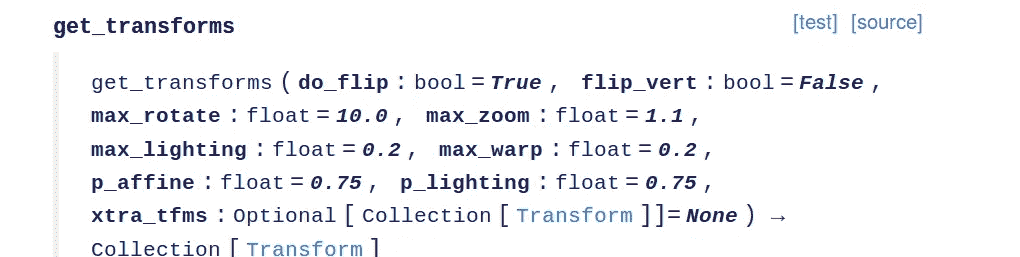 get_transforms [test] [source]
get_transforms ( do_flip : bool = True , flip_vert : bool = False ,
max_rotate : float = 10.0 , max_zoom : float = 1.1 ,
max_lighting : float = 0.2 , max_warp : float = 0.2 ,
p_affine : float = 0.75 , p_lighting : float = 0.75 ,
xtra_tfms : Optional [ Collection [ Transform ]]= None ) →
Collection [ Transform ]